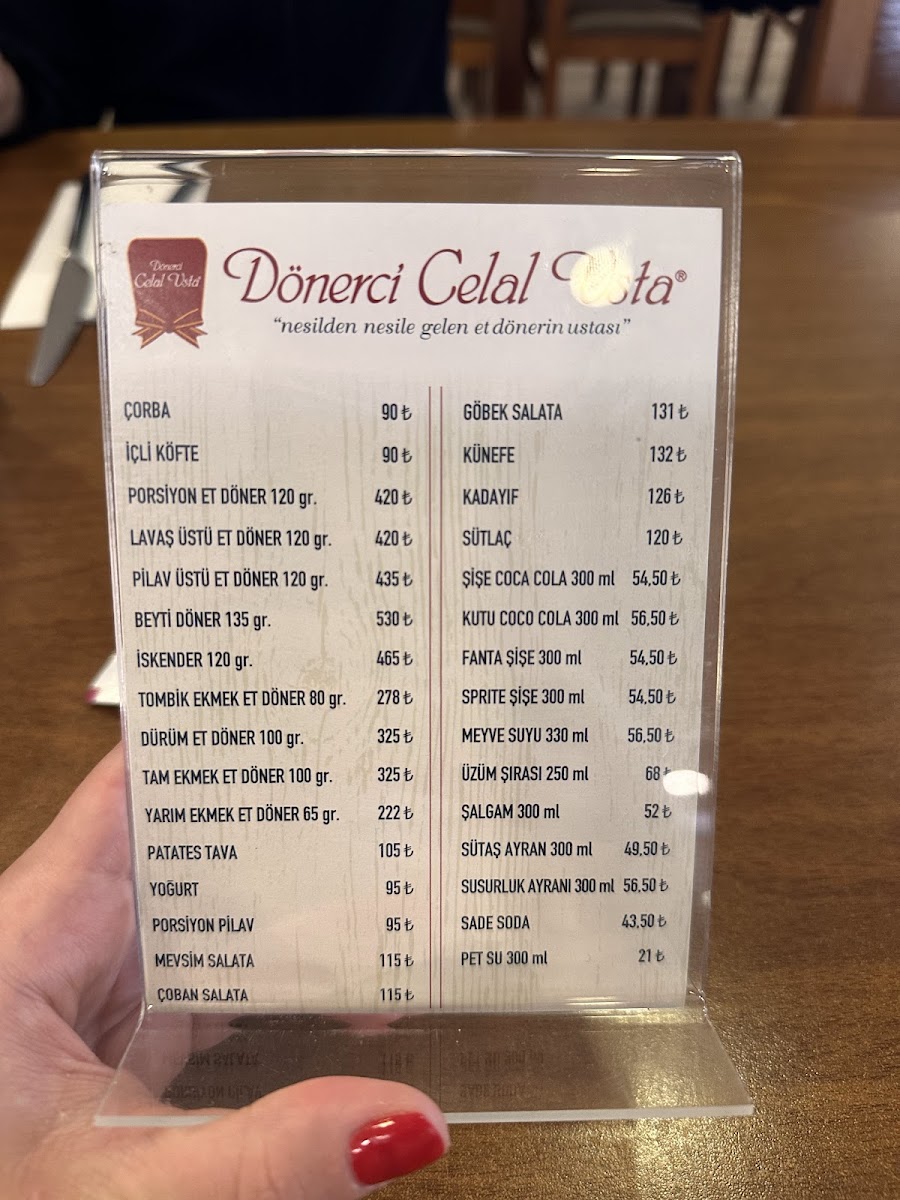 Dönerci
Celal Usta
Dönerci Celal Usta®
“nesilden nesile gelen et dönerin ustası”
ÇORBA 90 ₺
İÇLİ KÖFTE 90 ₺
PORSİYON ET DÖNER 120 gr. 420 ₺
LAVAŞ ÜSTÜ ET DÖNER 120 gr. 420 ₺
PİLAV ÜSTÜ ET DÖNER 120 gr. 435 ₺
BEYTİ DÖNER 135 gr. 530 ₺
İSKENDER 120 gr. 465 ₺
TOMBİK EKMEK ET DÖNER 80 gr. 278 ₺
DÜRÜM ET DÖNER 100 gr. 325 ₺
TAM EKMEK ET DÖNER 100 gr. 325 ₺
YARIM EKMEK ET DÖNER 65 gr. 222 ₺
PATATES TAVA 105 ₺
YOĞURT 95 ₺
PORSİYON PİLAV 95 ₺
MEVSİM SALATA 115 ₺
ÇOBAN SALATA 115 ₺
GÖBEK SALATA 131 ₺
KÜNEFE 132 ₺
KADAYIF 126 ₺
SÜTLAÇ 120 ₺
ŞİŞE COCA COLA 300 ml 54,50 ₺
KUTU COCO COLA 300 ml 56,50 ₺
FANTA ŞİŞE 300 ml 54,50 ₺
SPRITE ŞİŞE 300 ml 54,50 ₺
MEYVE SUYU 330 ml 56,50 ₺
ÜZÜM ŞIRASI 250 ml 68 ₺
ŞALGAM 300 ml 52 ₺
SÜTAŞ AYRAN 300 ml 49,50 ₺
SUSURLUK AYRANI 300 ml 56,50 ₺
SADE SODA 43,50 ₺
PET SU 300 ml 21 ₺